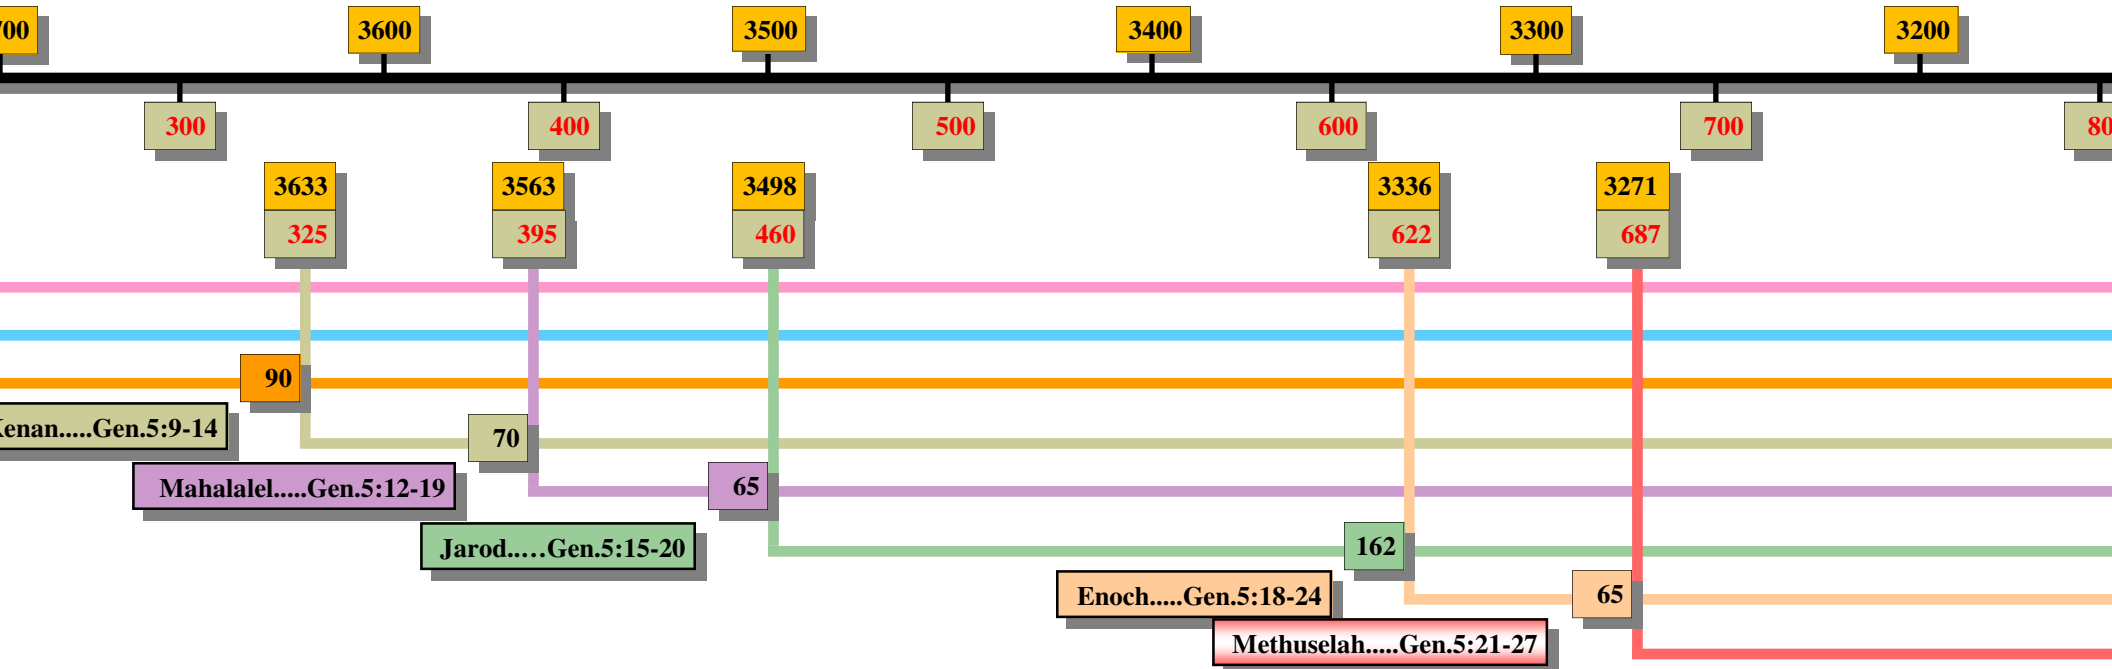 00 3600 3500 3400 3300 3200
300 400 500 600 700 80
3633 3563 3498 3336 3271
325 395 460 622 687
90
Kenan.....Gen.5:9-14 70
Mahalalel.....Gen.5:12-19 65
Jarod.….Gen.5:15-20 162
Enoch.....Gen.5:18-24 65
Methuselah.....Gen.5:21-27